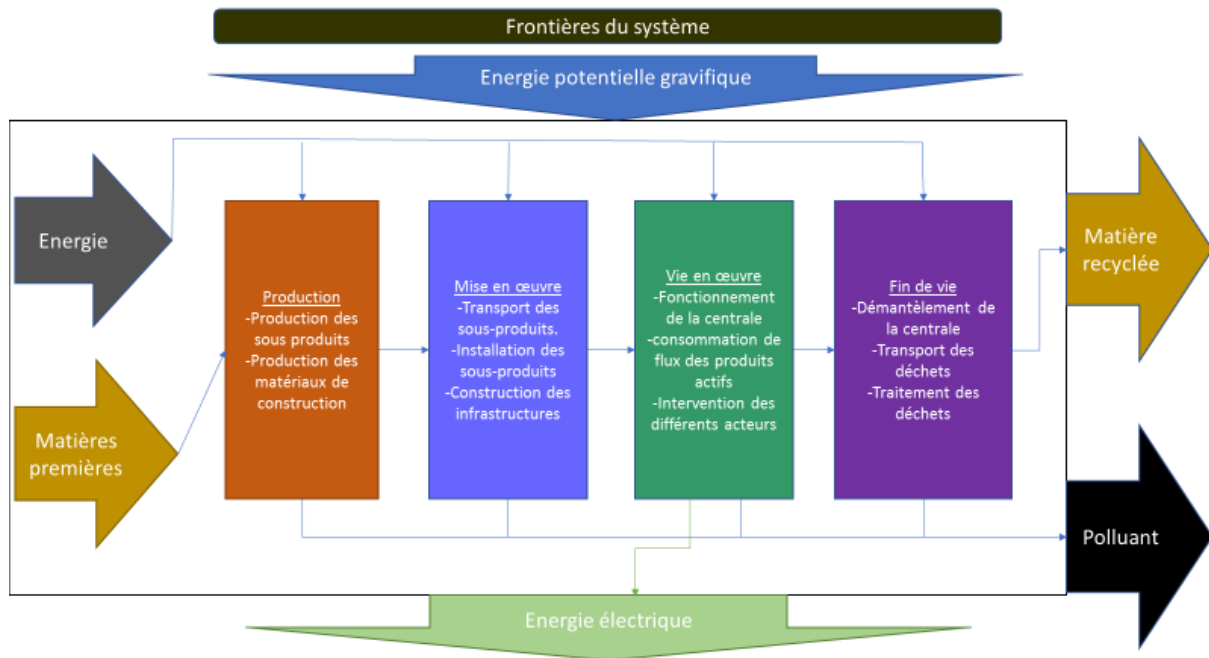 Frontières du système
Energie potentielle gravifique
Energie
Matières
premières
Production
-Production des
sous produits
-Production des
matériaux de
construction
Mise en œuvre
-Transport des
sous-produits.
-Installation des
sous-produits
-Construction des
infrastructures
Vie en œuvre
-Fonctionnement
de la centrale
-consommation de
flux des produits
actifs
-Intervention des
différents acteurs
Fin de vie
-Démantèlement de
la centrale
-Transport des
déchets
-Traitement des
déchets
Matière
recyclée
Polluant
Energie électrique